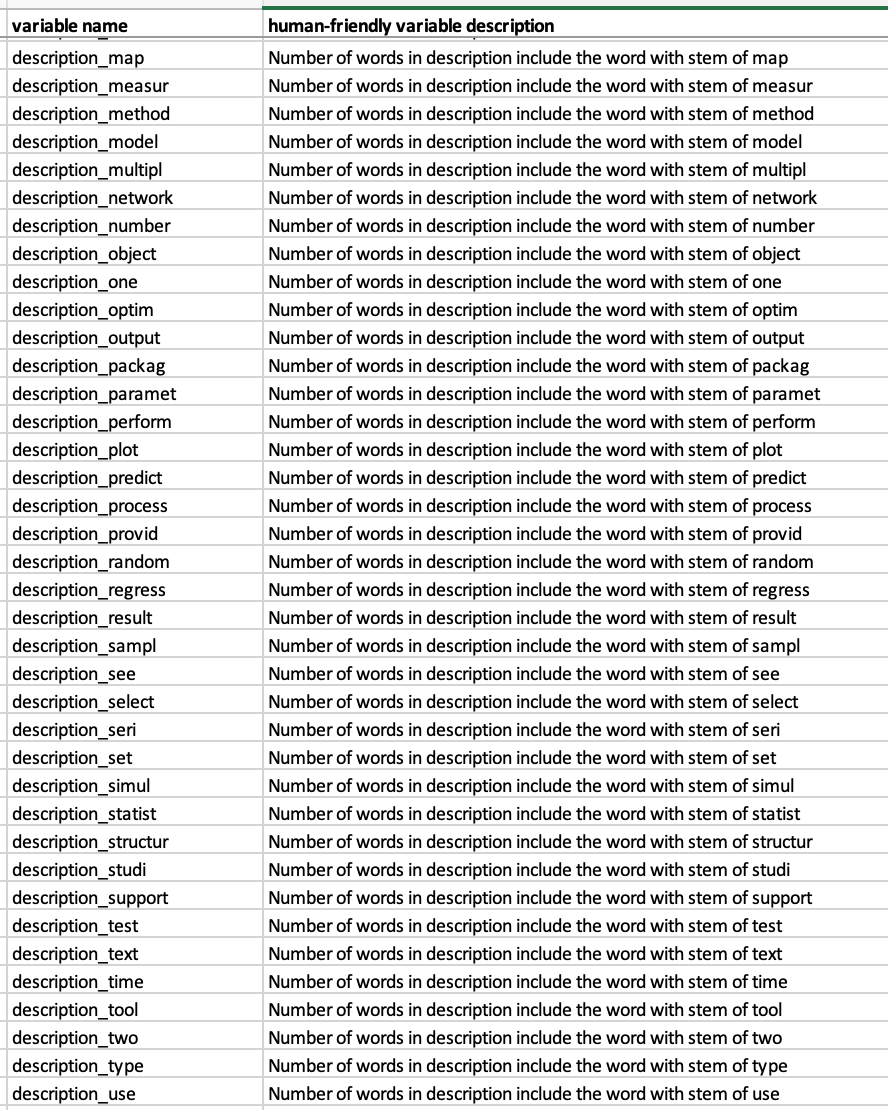 variable name human-friendly variable description
description_map Number of words in description include the word with stem of map
description_measur Number of words in description include the word with stem of measur
description_method Number of words in description include the word with stem of method
description_model Number of words in description include the word with stem of model
description_multipl Number of words in description include the word with stem of multipl
description_network Number of words in description include the word with stem of network
description_number Number of words in description include the word with stem of number
description_object Number of words in description include the word with stem of object
description_one Number of words in description include the word with stem of one
description_optim Number of words in description include the word with stem of optim
description_output Number of words in description include the word with stem of output
description_packag Number of words in description include the word with stem of packag
description_paramet Number of words in description include the word with stem of paramet
description_perform Number of words in description include the word with stem of perform
description_plot Number of words in description include the word with stem of plot
description_predict Number of words in description include the word with stem of predict
description_process Number of words in description include the word with stem of process
description_provid Number of words in description include the word with stem of provid
description_random Number of words in description include the word with stem of random
description_regress Number of words in description include the word with stem of regress
description_result Number of words in description include the word with stem of result
description_sampl Number of words in description include the word with stem of sampl
description_see Number of words in description include the word with stem of see
description_select Number of words in description include the word with stem of select
description_seri Number of words in description include the word with stem of seri
description_set Number of words in description include the word with stem of set
description_simul Number of words in description include the word with stem of simul
description_statist Number of words in description include the word with stem of statist
description_structur Number of words in description include the word with stem of structur
description_studi Number of words in description include the word with stem of studi
description_support Number of words in description include the word with stem of support
description_test Number of words in description include the word with stem of test
description_text Number of words in description include the word with stem of text
description_time Number of words in description include the word with stem of time
description_tool Number of words in description include the word with stem of tool
description_two Number of words in description include the word with stem of two
description_type Number of words in description include the word with stem of type
description_use Number of words in description include the word with stem of use